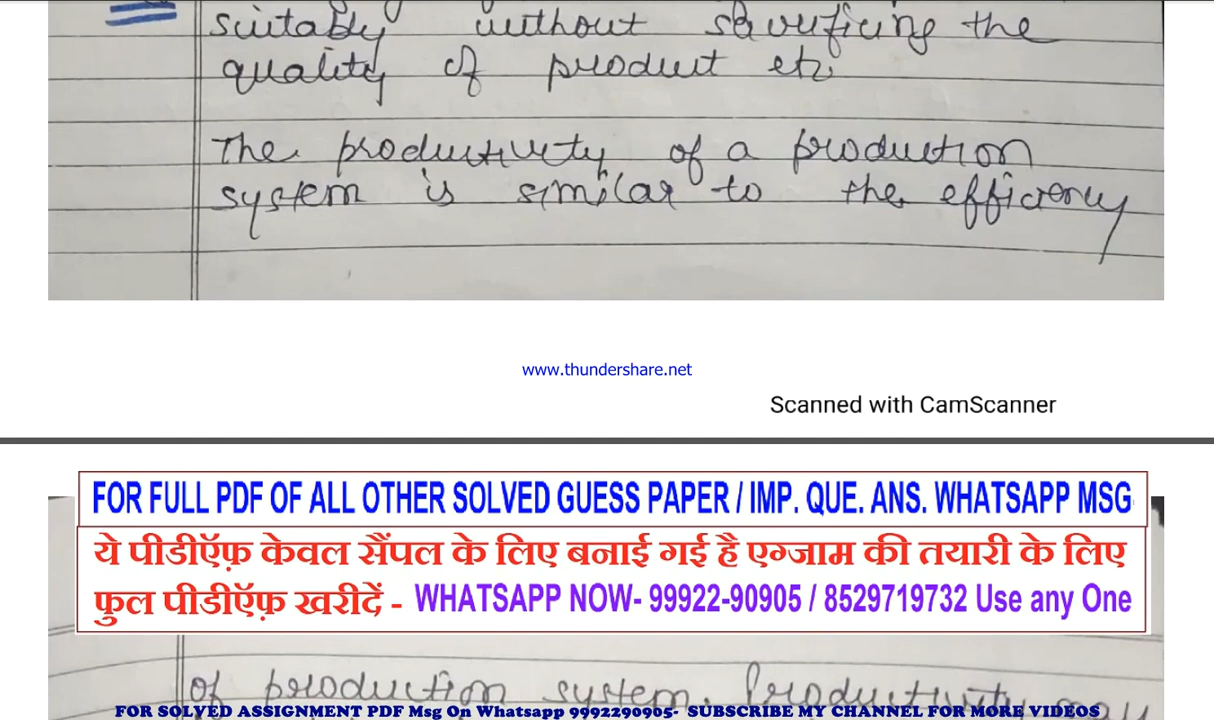 suitably without sacrificing the
quality of product etc
The productivity of a production
system is similar to the efficiency
www.thundershare.net
Scanned with CamScanner
FOR FULL PDF OF ALL OTHER SOLVED GUESS PAPER / IMP. QUE. ANS. WHATSAPP MSG
ये पीडीऍफ़ केवल सैंपल के लिए बनाई गई है एग्जाम की तयारी के लिए
फुल पीडीऍफ़ खरीदें - WHATSAPP NOW- 99922-90905 / 8529719732 Use any One
of production system. Productivity
FOR SOLVED ASSIGNMENT PDF Msg On Whatsapp 9992290905- SUBSCRIBE MY CHANNEL FOR MORE VIDEOS